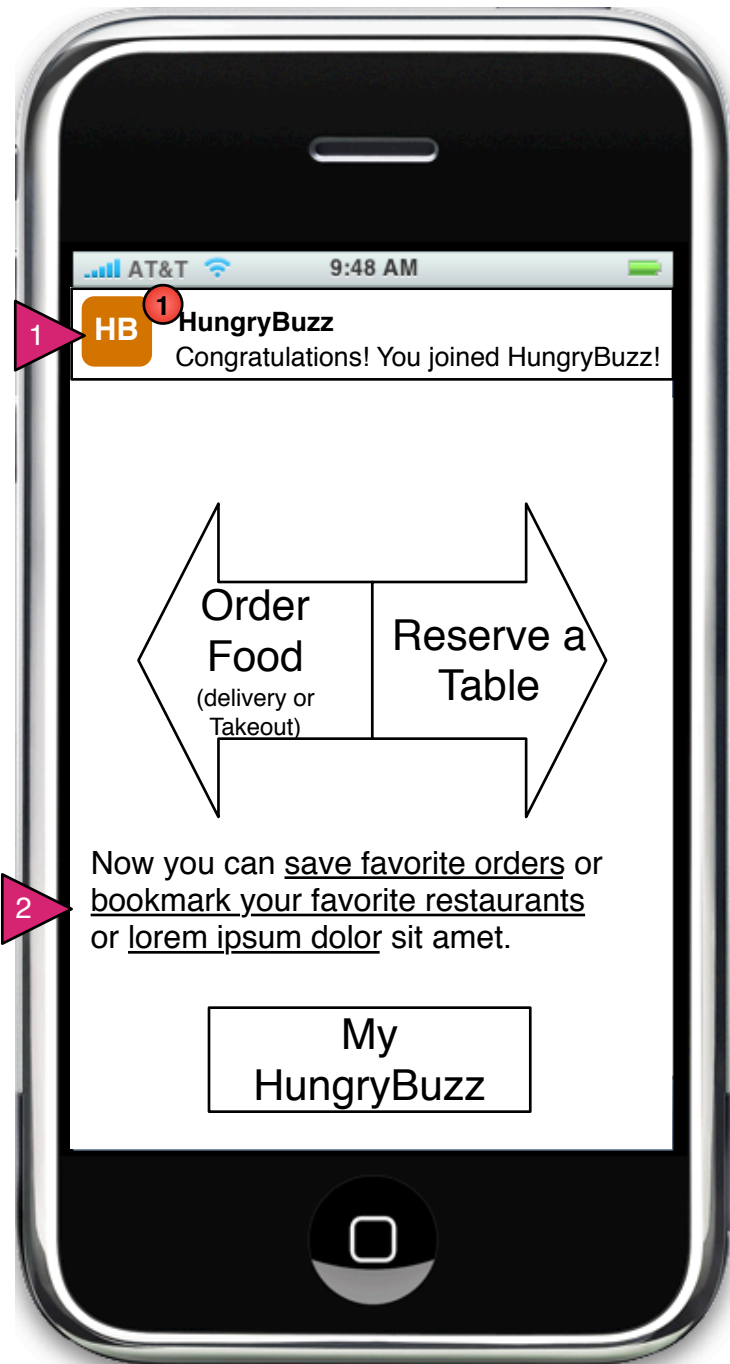 AT&T 9:48 AM
1
HB 1 HungryBuzz
Congratulations! You joined HungryBuzz!
Order
Food
(delivery or
Takeout)
Reserve a
Table
Now you can save favorite orders or
2
bookmark your favorite restaurants
or lorem ipsum dolor sit amet.
My
HungryBuzz